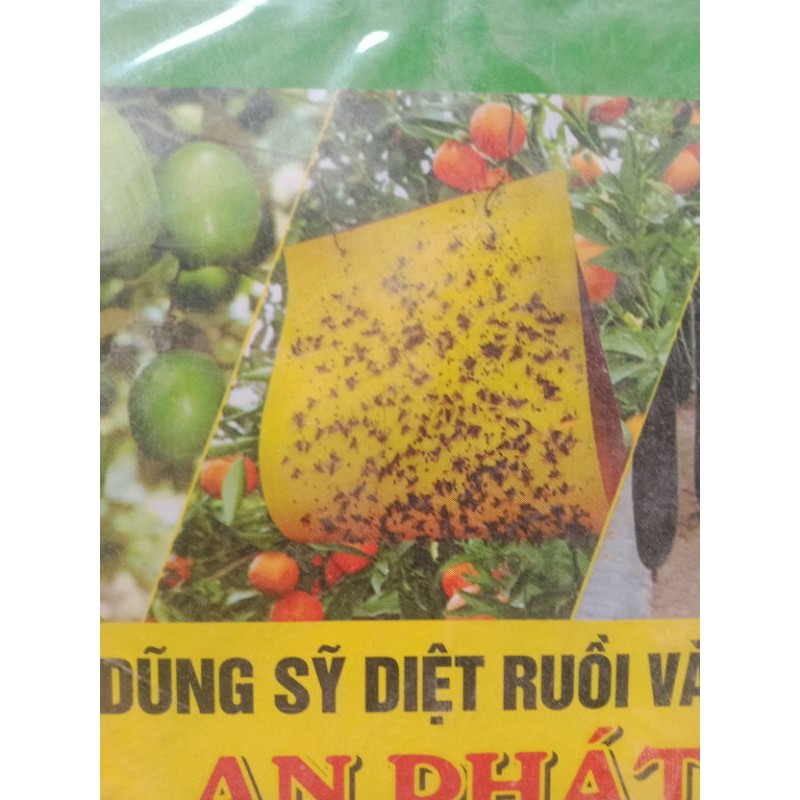 DŨNG SỸ DIỆT RUỒI VÀ
AN PHÁT